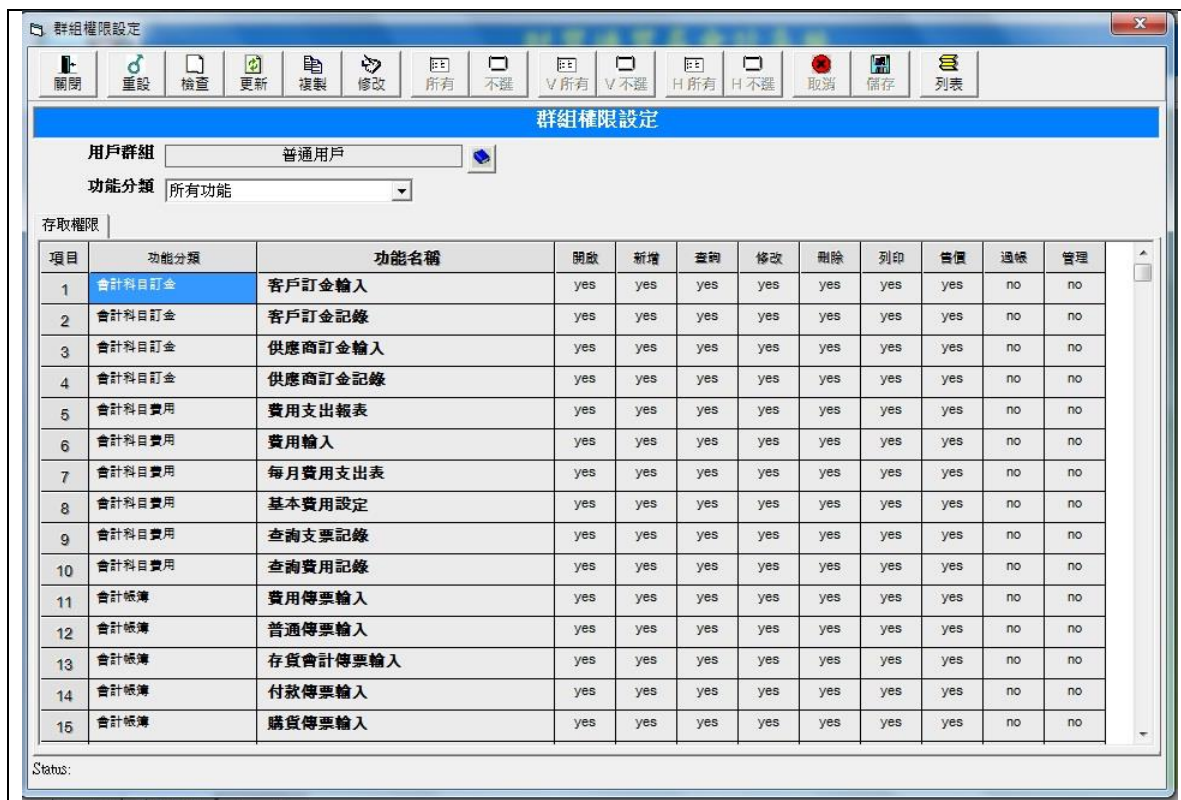 群組權限設定
關閉 重設 檢查 更新 複製 修改 所有 不選 V 所有 V 不選 H 所有 H 不選 取消 儲存 列表
群組權限設定
用戶群組 普通用戶
功能分類 所有功能
存取權限
項目 功能分類 功能名稱 開啟 新增 查詢 修改 刪除 列印 售價 過帳 管理
1 會計科目訂金 客戶訂金輸入 yes yes yes yes yes yes yes no no
2 會計科目訂金 客戶訂金記錄 yes yes yes yes yes yes yes no no
3 會計科目訂金 供應商訂金輸入 yes yes yes yes yes yes yes no no
4 會計科目訂金 供應商訂金記錄 yes yes yes yes yes yes yes no no
5 會計科目費用 費用支出報表 yes yes yes yes yes yes yes no no
6 會計科目費用 費用輸入 yes yes yes yes yes yes yes no no
7 會計科目費用 每月費用支出表 yes yes yes yes yes yes yes no no
8 會計科目費用 基本費用設定 yes yes yes yes yes yes yes no no
9 會計科目費用 查詢支票記錄 yes yes yes yes yes yes yes no no
10 會計科目費用 查詢費用記錄 yes yes yes yes yes yes yes no no
11 會計帳簿 費用傳票輸入 yes yes yes yes yes yes yes no no
12 會計帳簿 普通傳票輸入 yes yes yes yes yes yes yes no no
13 會計帳簿 存貨會計傳票輸入 yes yes yes yes yes yes yes no no
14 會計帳簿 付款傳票輸入 yes yes yes yes yes yes yes no no
15 會計帳簿 購貨傳票輸入 yes yes yes yes yes yes yes no no
Status: